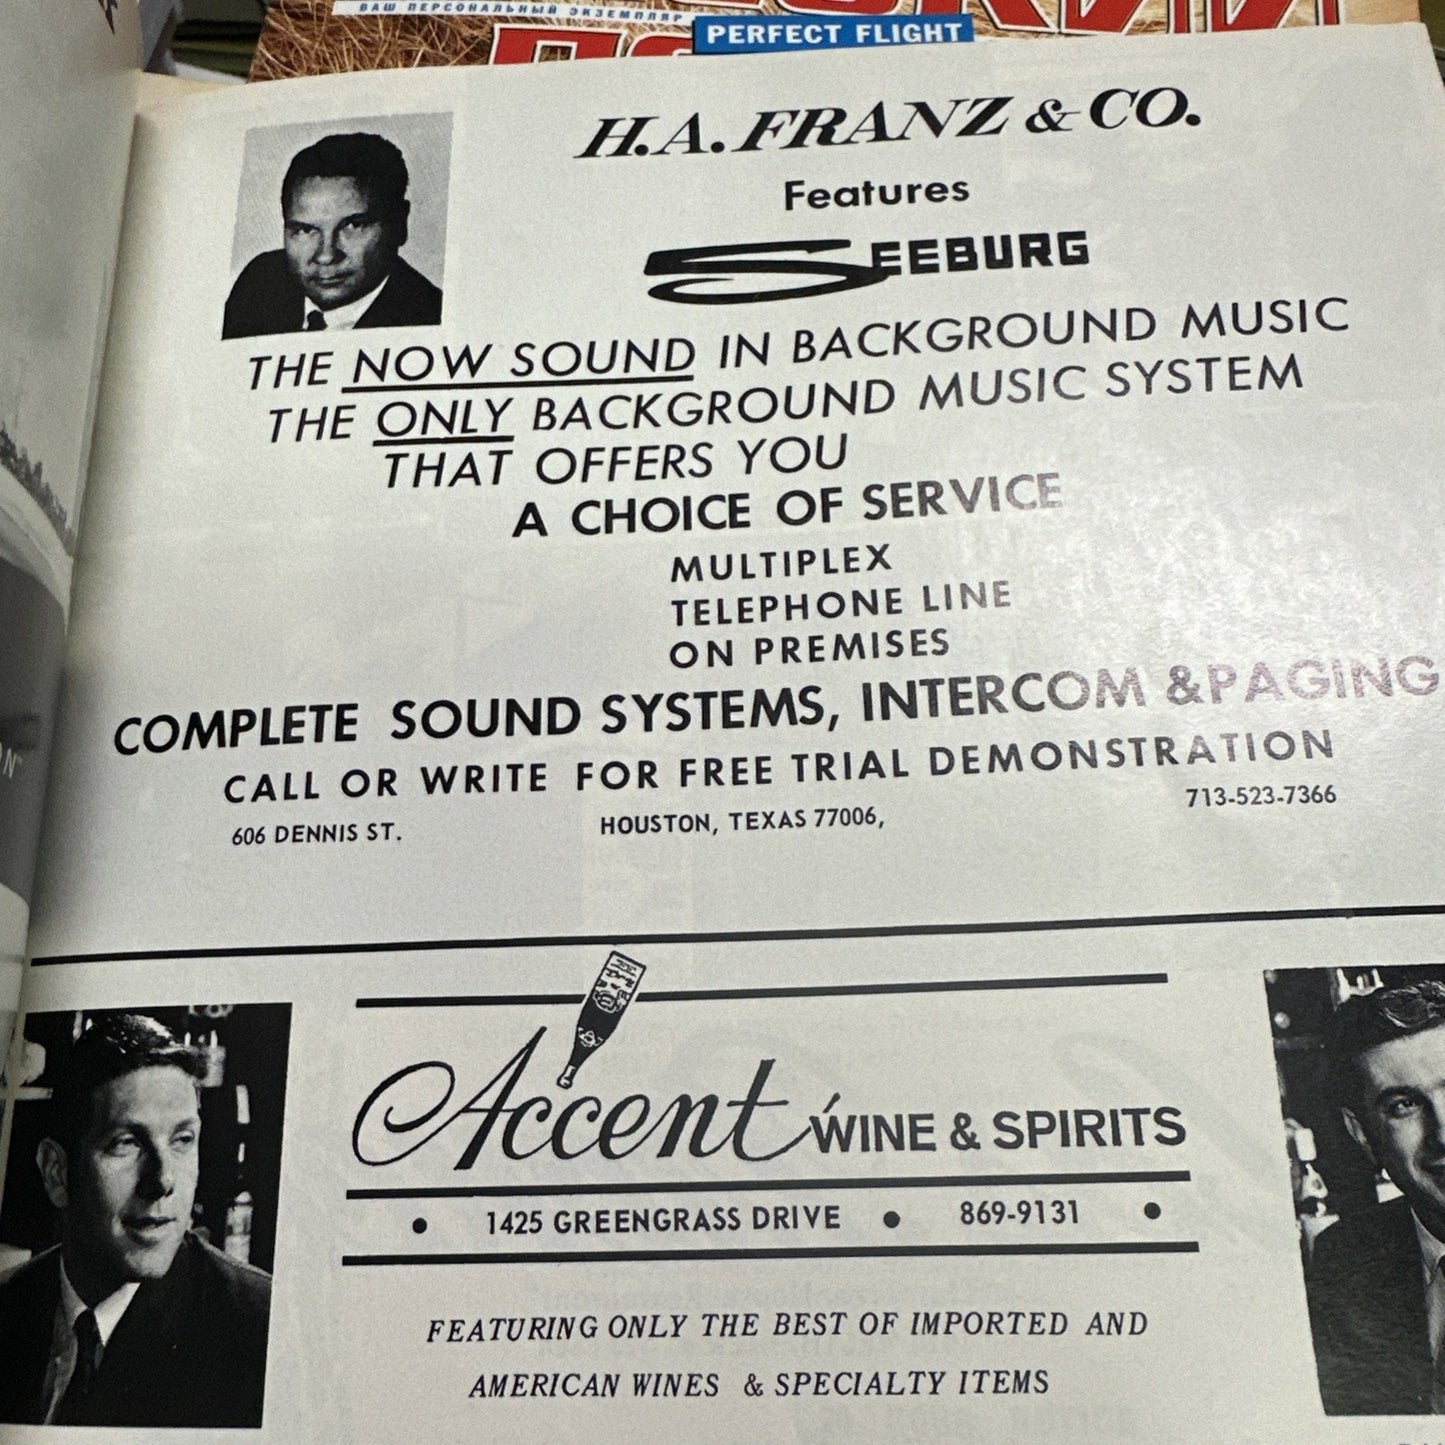 ВАШ ПЕРСОНАЛЬНЫЙ ЭКЗЕМПЛЯР
PERFECT FLIGHT
H.A. FRANZ & CO.
Features
SEEBURG
THE NOW SOUND IN BACKGROUND MUSIC
THE ONLY BACKGROUND MUSIC SYSTEM
THAT OFFERS YOU
A CHOICE OF SERVICE
MULTIPLEX
TELEPHONE LINE
ON PREMISES
COMPLETE SOUND SYSTEMS, INTERCOM & PAGING
CALL OR WRITE FOR FREE TRIAL DEMONSTRATION
606 DENNIS ST. HOUSTON, TEXAS 77006, 713-523-7366
Accent WINE & SPIRITS
• 1425 GREENGRASS DRIVE • 869-9131 •
FEATURING ONLY THE BEST OF IMPORTED AND
AMERICAN WINES & SPECIALTY ITEMS